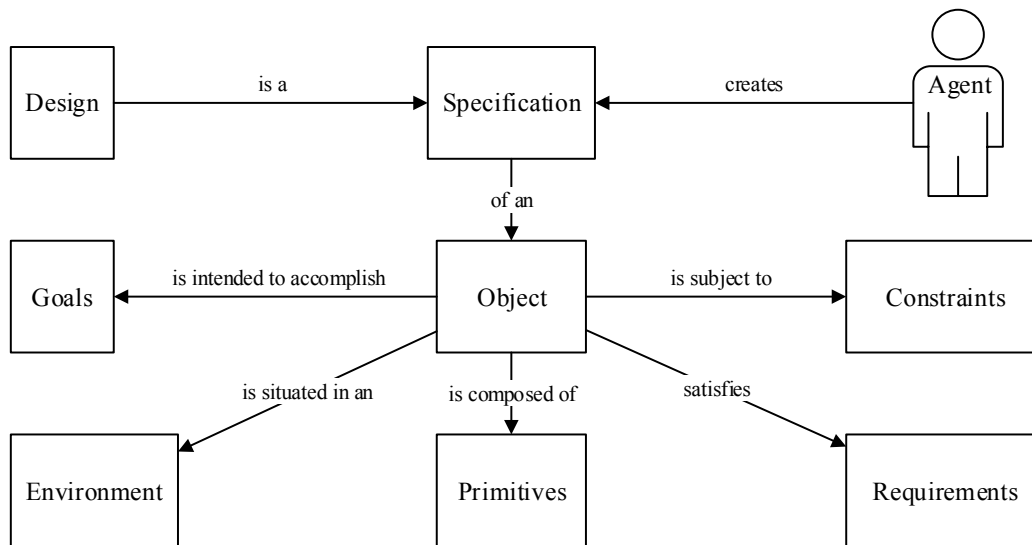 Design
is a
Specification
creates
Agent
of an
Goals
is intended to accomplish
Object
is subject to
Constraints
is situated in an
is composed of
satisfies
Environment
Primitives
Requirements